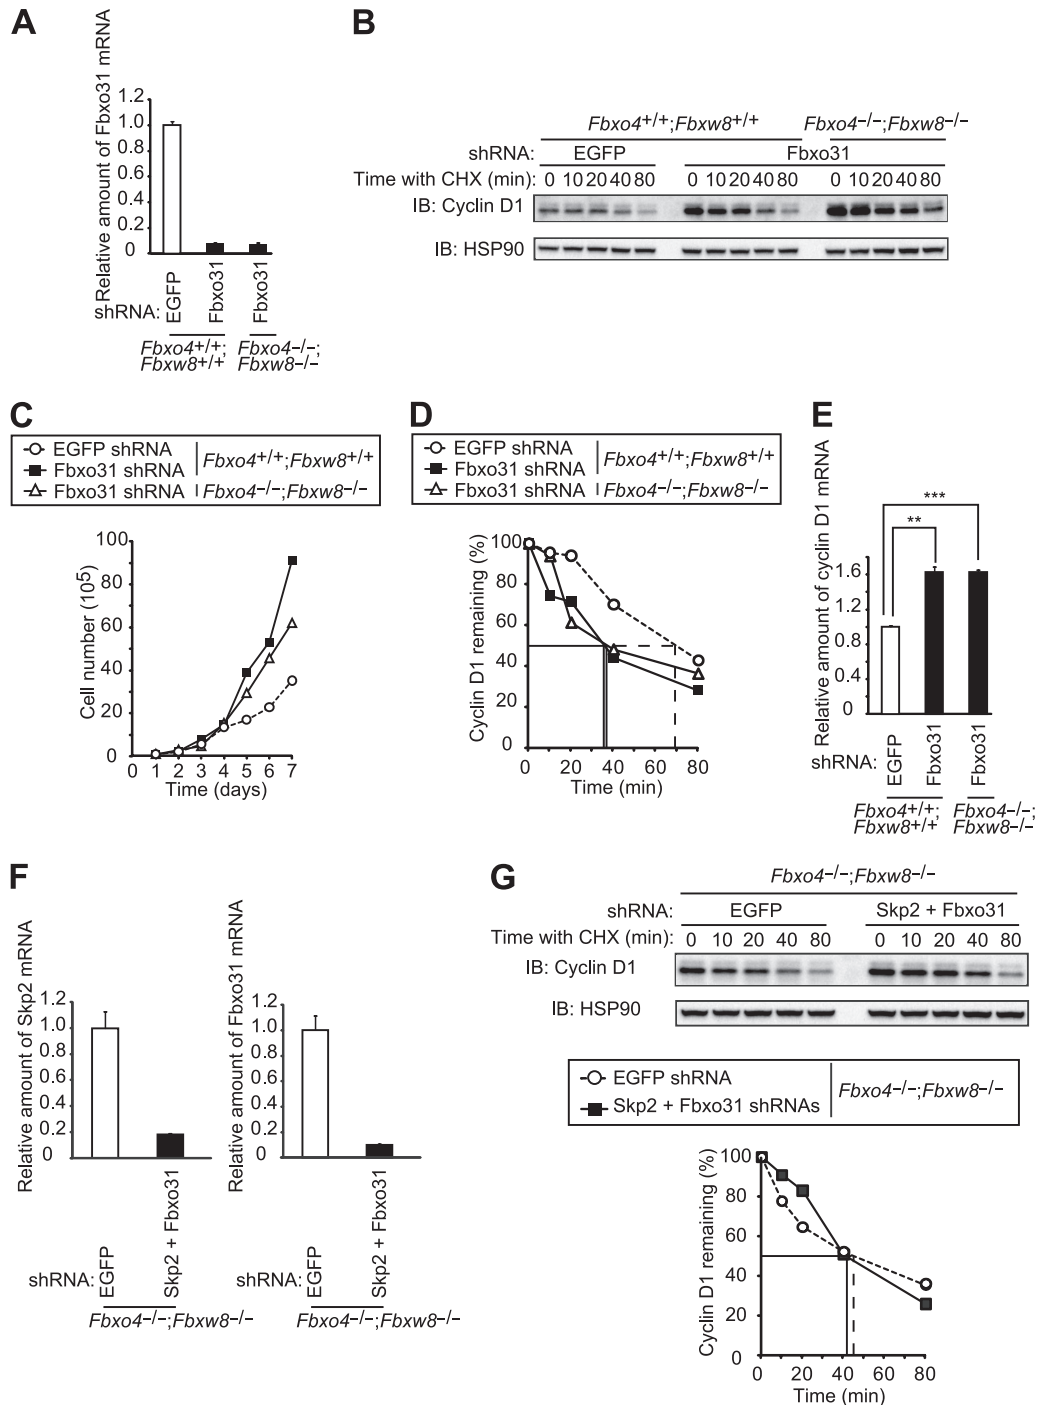 A
Relative amount of Fbxo31 mRNA
1.2
1.0
0.8
0.6
0.4
0.2
0
shRNA:
EGFP
Fbxo31
Fbxo31
Fbxo4+/+;
Fbxw8+/+
Fbxo4–/–;
Fbxw8–/–
B
Fbxo4+/+;Fbxw8+/+
Fbxo4–/–;Fbxw8–/–
shRNA: EGFP Fbxo31
Time with CHX (min): 0 10 20 40 80 0 10 20 40 80 0 10 20 40 80
IB: Cyclin D1
IB: HSP90
C
EGFP shRNA
Fbxo31 shRNA
Fbxo4+/+;Fbxw8+/+
Fbxo31 shRNA
Fbxo4–/–;Fbxw8–/–
Cell number (10⁵)
100
80
60
40
20
0
0 1 2 3 4 5 6 7
Time (days)
D
EGFP shRNA
Fbxo31 shRNA
Fbxo4+/+;Fbxw8+/+
Fbxo31 shRNA
Fbxo4–/–;Fbxw8–/–
Cyclin D1 remaining (%)
100
80
60
40
20
0
0 20 40 60 80
Time (min)
E
Relative amount of cyclin D1 mRNA
***
**
1.6
1.2
0.8
0.4
0
shRNA:
EGFP
Fbxo31
Fbxo31
Fbxo4+/+;
Fbxw8+/+
Fbxo4–/–;
Fbxw8–/–
F
Relative amount of Skp2 mRNA
1.2
1.0
0.8
0.6
0.4
0.2
0
shRNA:
EGFP
Skp2 + Fbxo31
Fbxo4–/–;Fbxw8–/–
Relative amount of Fbxo31 mRNA
1.2
1.0
0.8
0.6
0.4
0.2
0
shRNA:
EGFP
Skp2 + Fbxo31
Fbxo4–/–;Fbxw8–/–
G
Fbxo4–/–;Fbxw8–/–
shRNA: EGFP Skp2 + Fbxo31
Time with CHX (min): 0 10 20 40 80 0 10 20 40 80
IB: Cyclin D1
IB: HSP90
EGFP shRNA
Skp2 + Fbxo31 shRNAs
Fbxo4–/–;Fbxw8–/–
Cyclin D1 remaining (%)
100
80
60
40
20
0
0 20 40 60 80
Time (min)